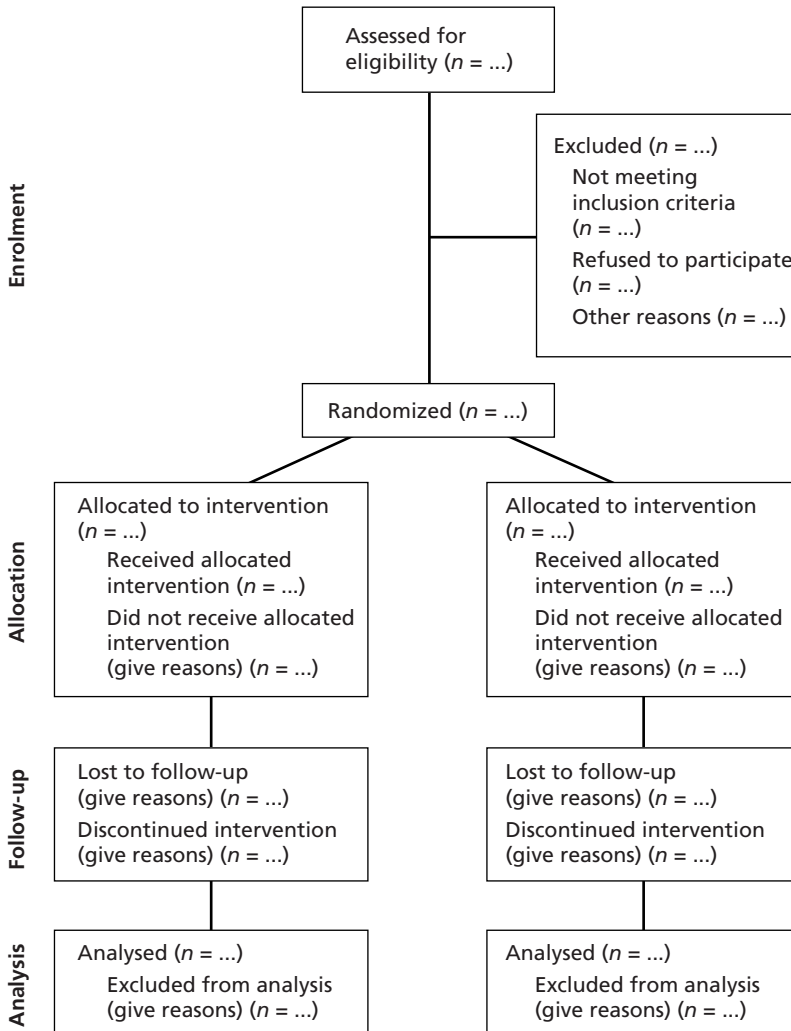 Assessed for
eligibility (n = ...)
Enrolment
Excluded (n = ...)
Not meeting
inclusion criteria
(n = ...)
Refused to participate
(n = ...)
Other reasons (n = ...)
Randomized (n = ...)
Allocation
Allocated to intervention
(n = ...)
Received allocated
intervention (n = ...)
Did not receive allocated
intervention
(give reasons) (n = ...)
Allocated to intervention
(n = ...)
Received allocated
intervention (n = ...)
Did not receive allocated
intervention
(give reasons) (n = ...)
Follow-up
Lost to follow-up
(give reasons) (n = ...)
Discontinued intervention
(give reasons) (n = ...)
Lost to follow-up
(give reasons) (n = ...)
Discontinued intervention
(give reasons) (n = ...)
Analysis
Analysed (n = ...)
Excluded from analysis
(give reasons) (n = ...)
Analysed (n = ...)
Excluded from analysis
(give reasons) (n = ...)